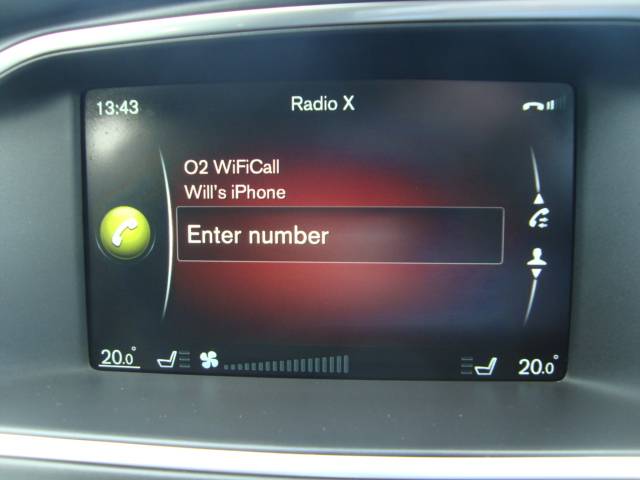 13:43
Radio X
O2 WiFiCall
Will's iPhone
Enter number
20.0°
20.0°